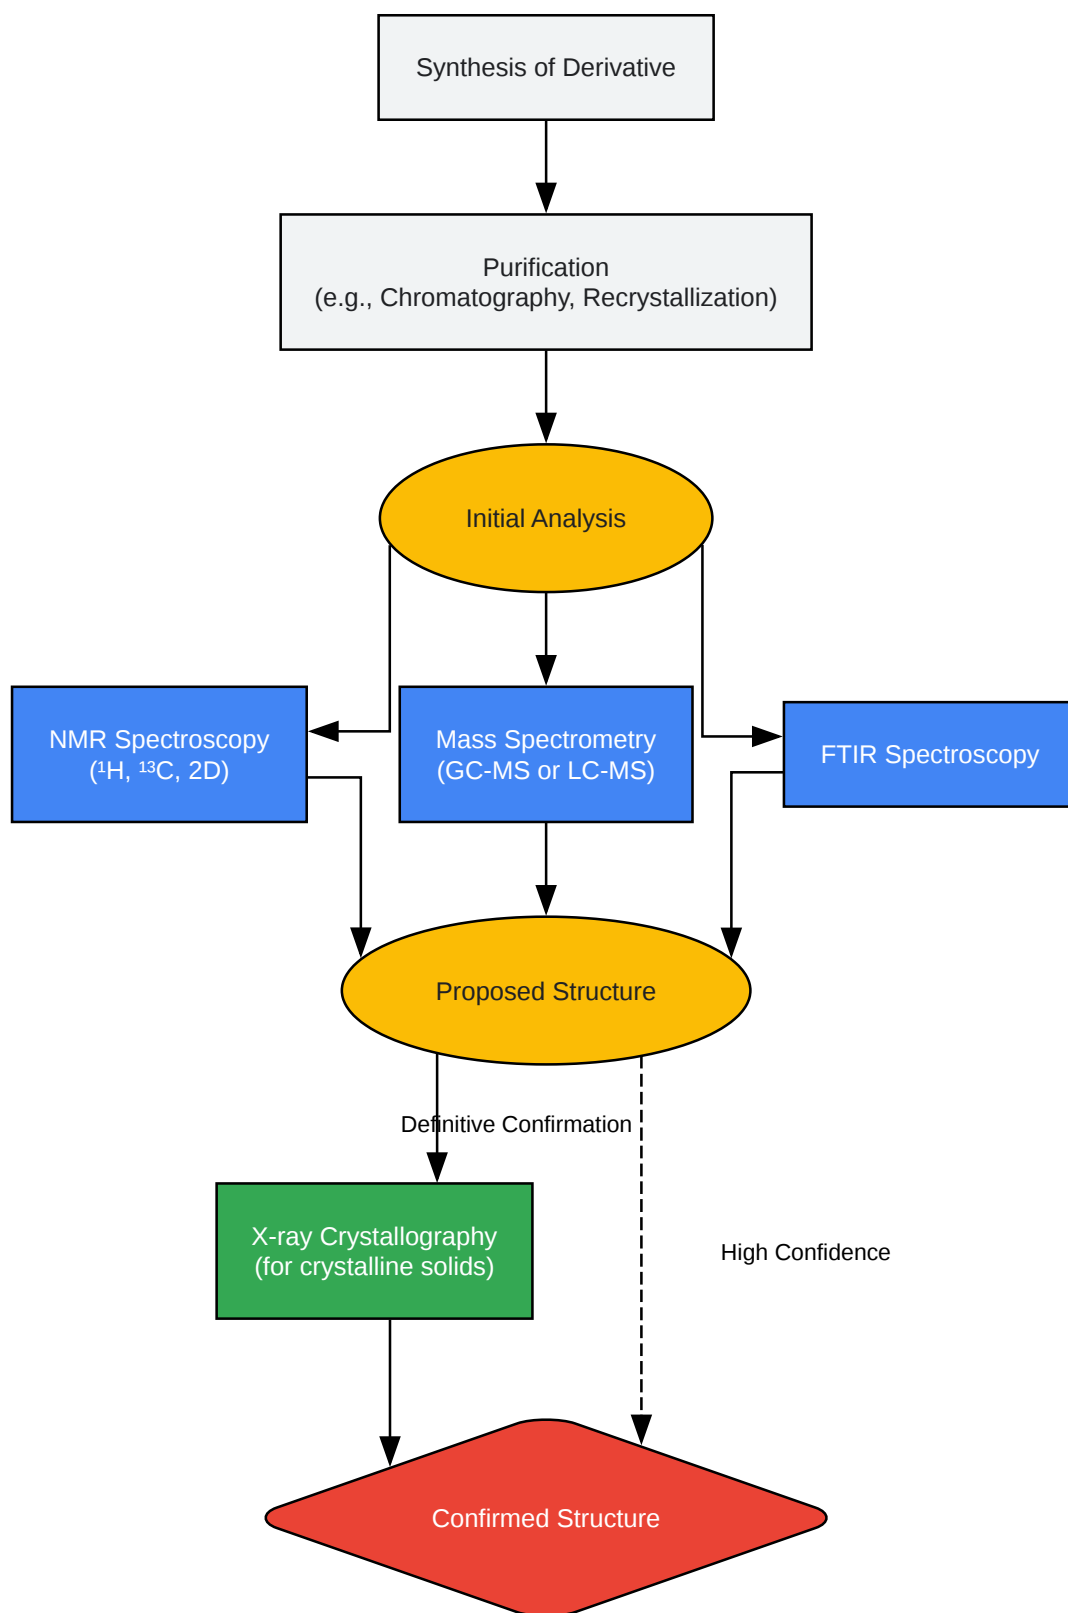 Synthesis of Derivative
Purification
(e.g., Chromatography, Recrystallization)
Initial Analysis
NMR Spectroscopy
(¹H, ¹³C, 2D)
Mass Spectrometry
(GC-MS or LC-MS)
FTIR Spectroscopy
Proposed Structure
Definitive Confirmation
X-ray Crystallography
(for crystalline solids)
High Confidence
Confirmed Structure